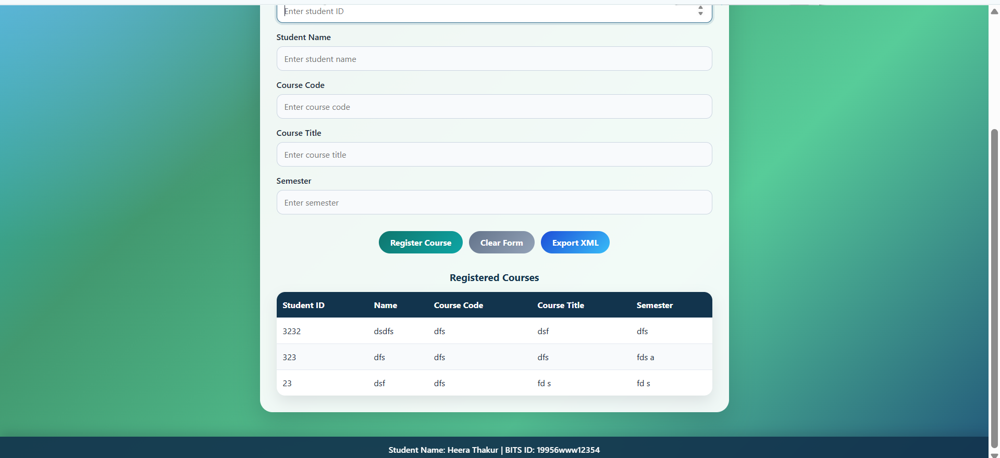 Enter student ID
Student Name
Enter student name
Course Code
Enter course code
Course Title
Enter course title
Semester
Enter semester
Register Course Clear Form Export XML
Registered Courses
Student ID Name Course Code Course Title Semester
3232 dsdfs dfs dsf dfs
323 dfs dfs dfs fds a
23 dsf dfs fd s fd s
Student Name: Heera Thakur | BITS ID: 19956www12354